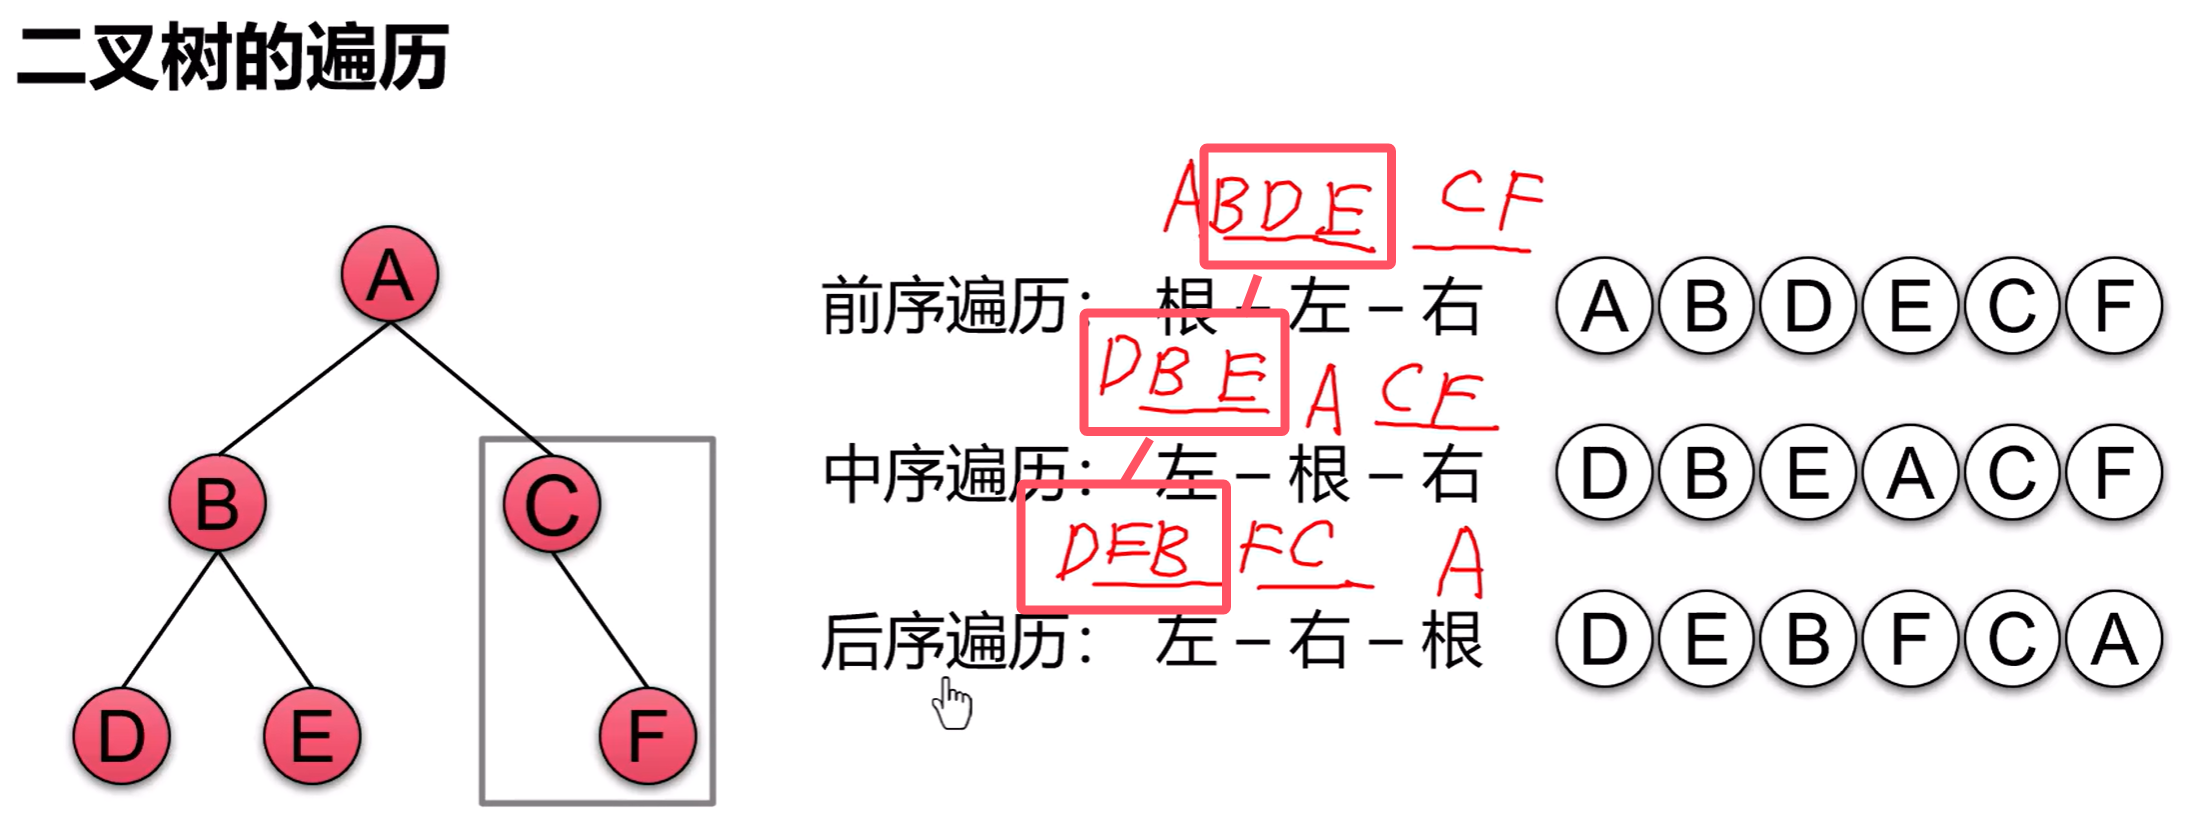 二叉树的遍历
A
B C
D E F
ABDE CF
前序遍历： 根 – 左 – 右 A B D E C F
DBE A CF
中序遍历： 左 – 根 – 右 D B E A C F
DEB FC A
后序遍历： 左 – 右 – 根 D E B F C A